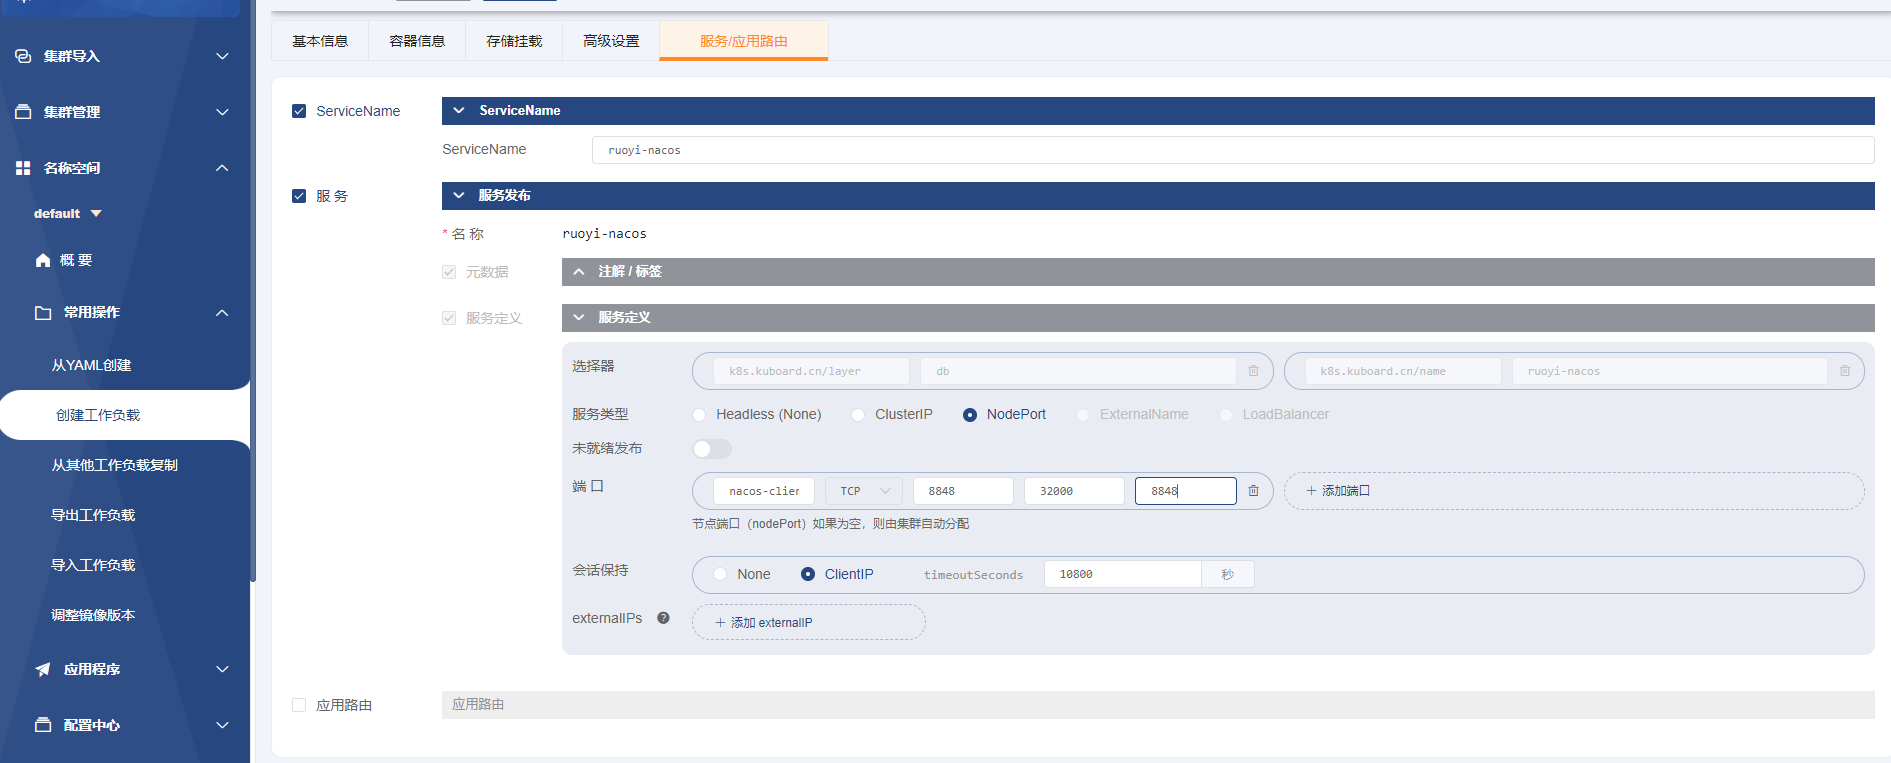 集群导入
集群管理
名称空间
default
概 要
常用操作
从YAML创建
创建工作负载
从其他工作负载复制
导出工作负载
导入工作负载
调整镜像版本
应用程序
配置中心
基本信息
容器信息
存储挂载
高级设置
服务/应用路由
ServiceName
ServiceName
ServiceName
ruoyi-nacos
服 务
服务发布
* 名 称
ruoyi-nacos
元数据
注解 / 标签
服务定义
服务定义
选择器
k8s.kuboard.cn/layer
db
k8s.kuboard.cn/name
ruoyi-nacos
服务类型
Headless (None)
ClusterIP
NodePort
ExternalName
LoadBalancer
未就绪发布
端 口
nacos-clier
TCP
8848
32000
8848
+ 添加端口
节点端口（nodePort）如果为空，则由集群自动分配
会话保持
None
ClientIP
timeoutSeconds
10800
秒
externalIPs
?
+ 添加 externalIP
应用路由
应用路由